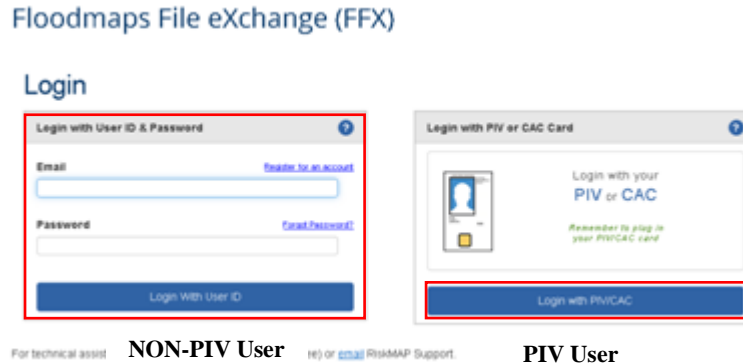 Floodmaps File eXchange (FFX)
Login
Login with User ID & Password
Email Register for an account
Password Forgot Password?
Login With User ID
Login with PIV or CAC Card
Login with your
PIV or CAC
Remember to plug in
your PIV/CAC card
Login with PIV/CAC
For technical assist re) or email RiskMAP Support.
NON-PIV User
PIV User